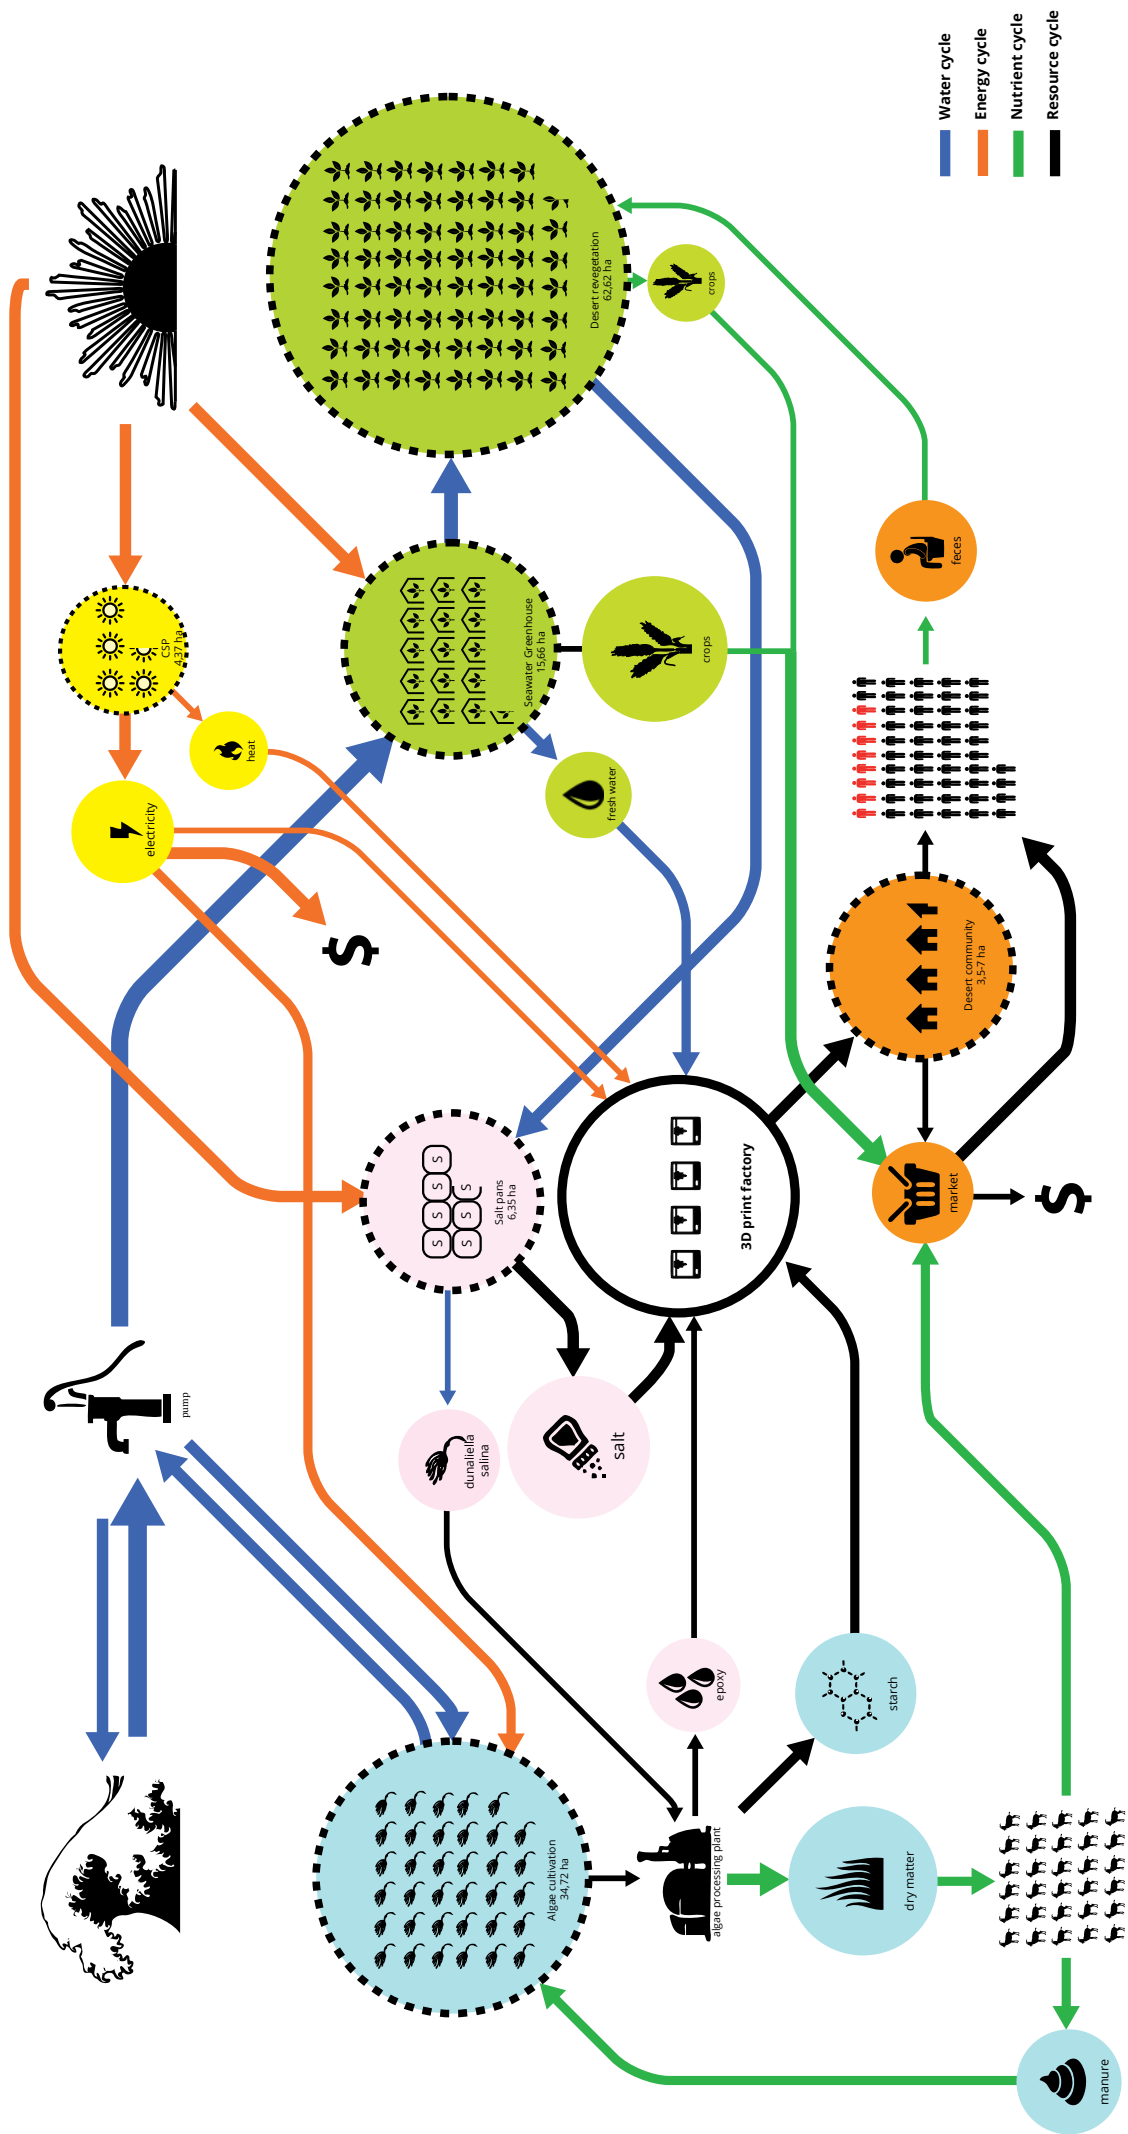 pump
CSP
4,37 ha
electricity
heat
$
Seawater Greenhouse
15,66 ha
Desert revegetation
62,62 ha
crops
crops
fresh water
Salt pans
6,35 ha
S
S
S
S
S
S
dunaliella
salina
salt
3D print factory
epoxy
starch
Algae cultivation
34,72 ha
algae processing plant
dry matter
manure
market
$
Desert community
3,5-7 ha
feces
Water cycle
Energy cycle
Nutrient cycle
Resource cycle